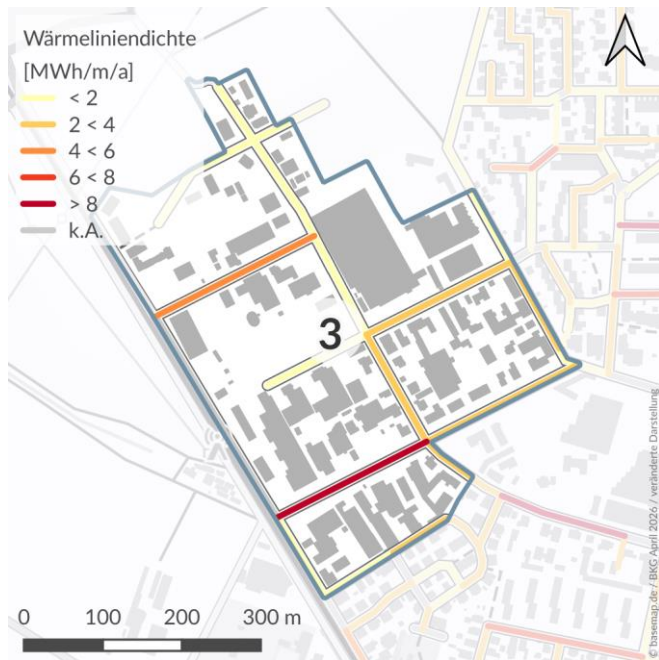 Wärmeliniendichte
[MWh/m/a]
< 2
2 < 4
4 < 6
6 < 8
> 8
k.A.
3
0 100 200 300 m
© basemap.de / BKG April 2026 / veränderte Darstellung